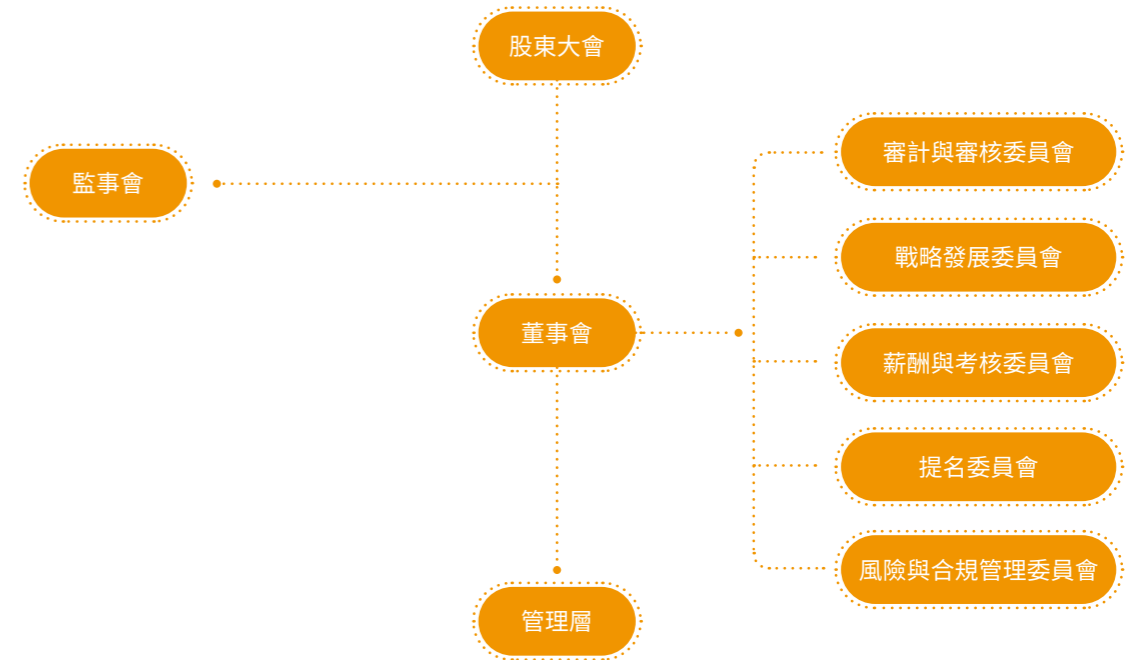 股東大會
監事會
董事會
管理層
審計與審核委員會
戰略發展委員會
薪酬與考核委員會
提名委員會
風險與合規管理委員會